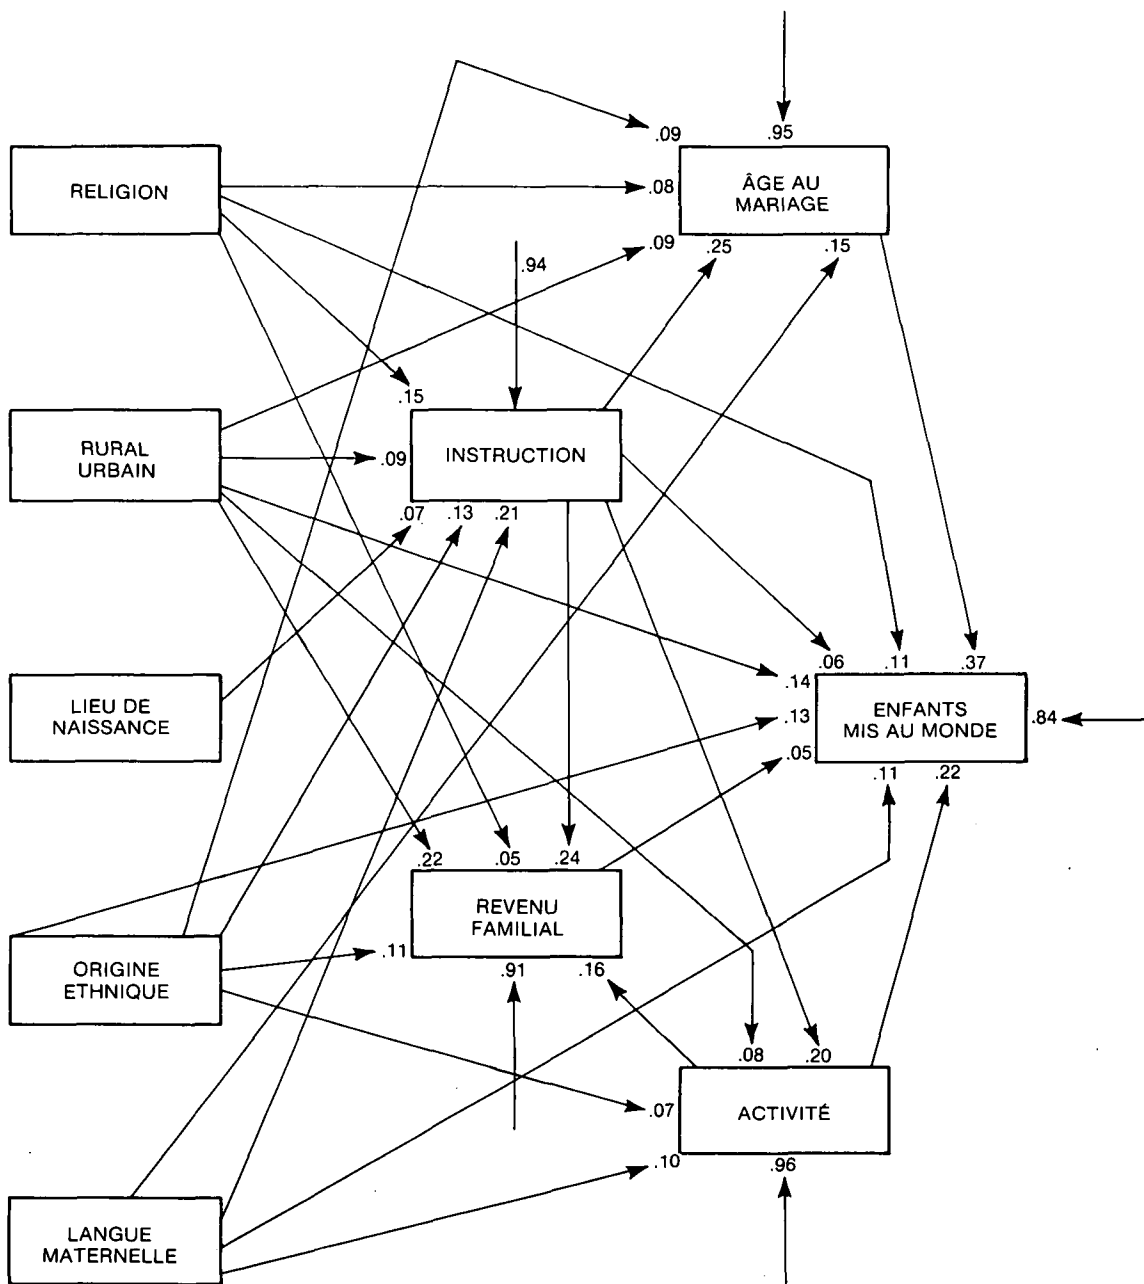 .09
.95
RELIGION
.08
ÂGE AU
MARIAGE
.09
.25
.15
.94
.15
RURAL
URBAIN
.09
INSTRUCTION
.07
.13
.21
LIEU DE
NAISSANCE
.06
.11
.37
.14
.13
ENFANTS
MIS AU MONDE
.84
.05
.11
.22
.22
.05
.24
REVENU
FAMILIAL
.11
.91
.16
ORIGINE
ETHNIQUE
.08
.20
.07
ACTIVITÉ
.10
.96
LANGUE
MATERNELLE